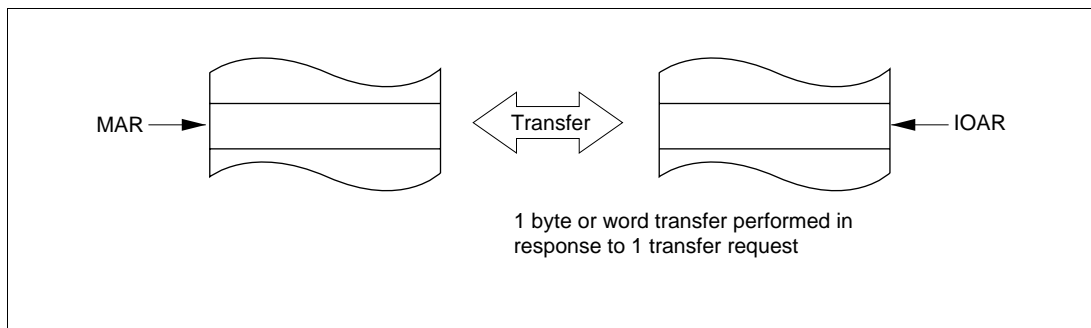 MAR
Transfer
IOAR
1 byte or word transfer performed in
response to 1 transfer request